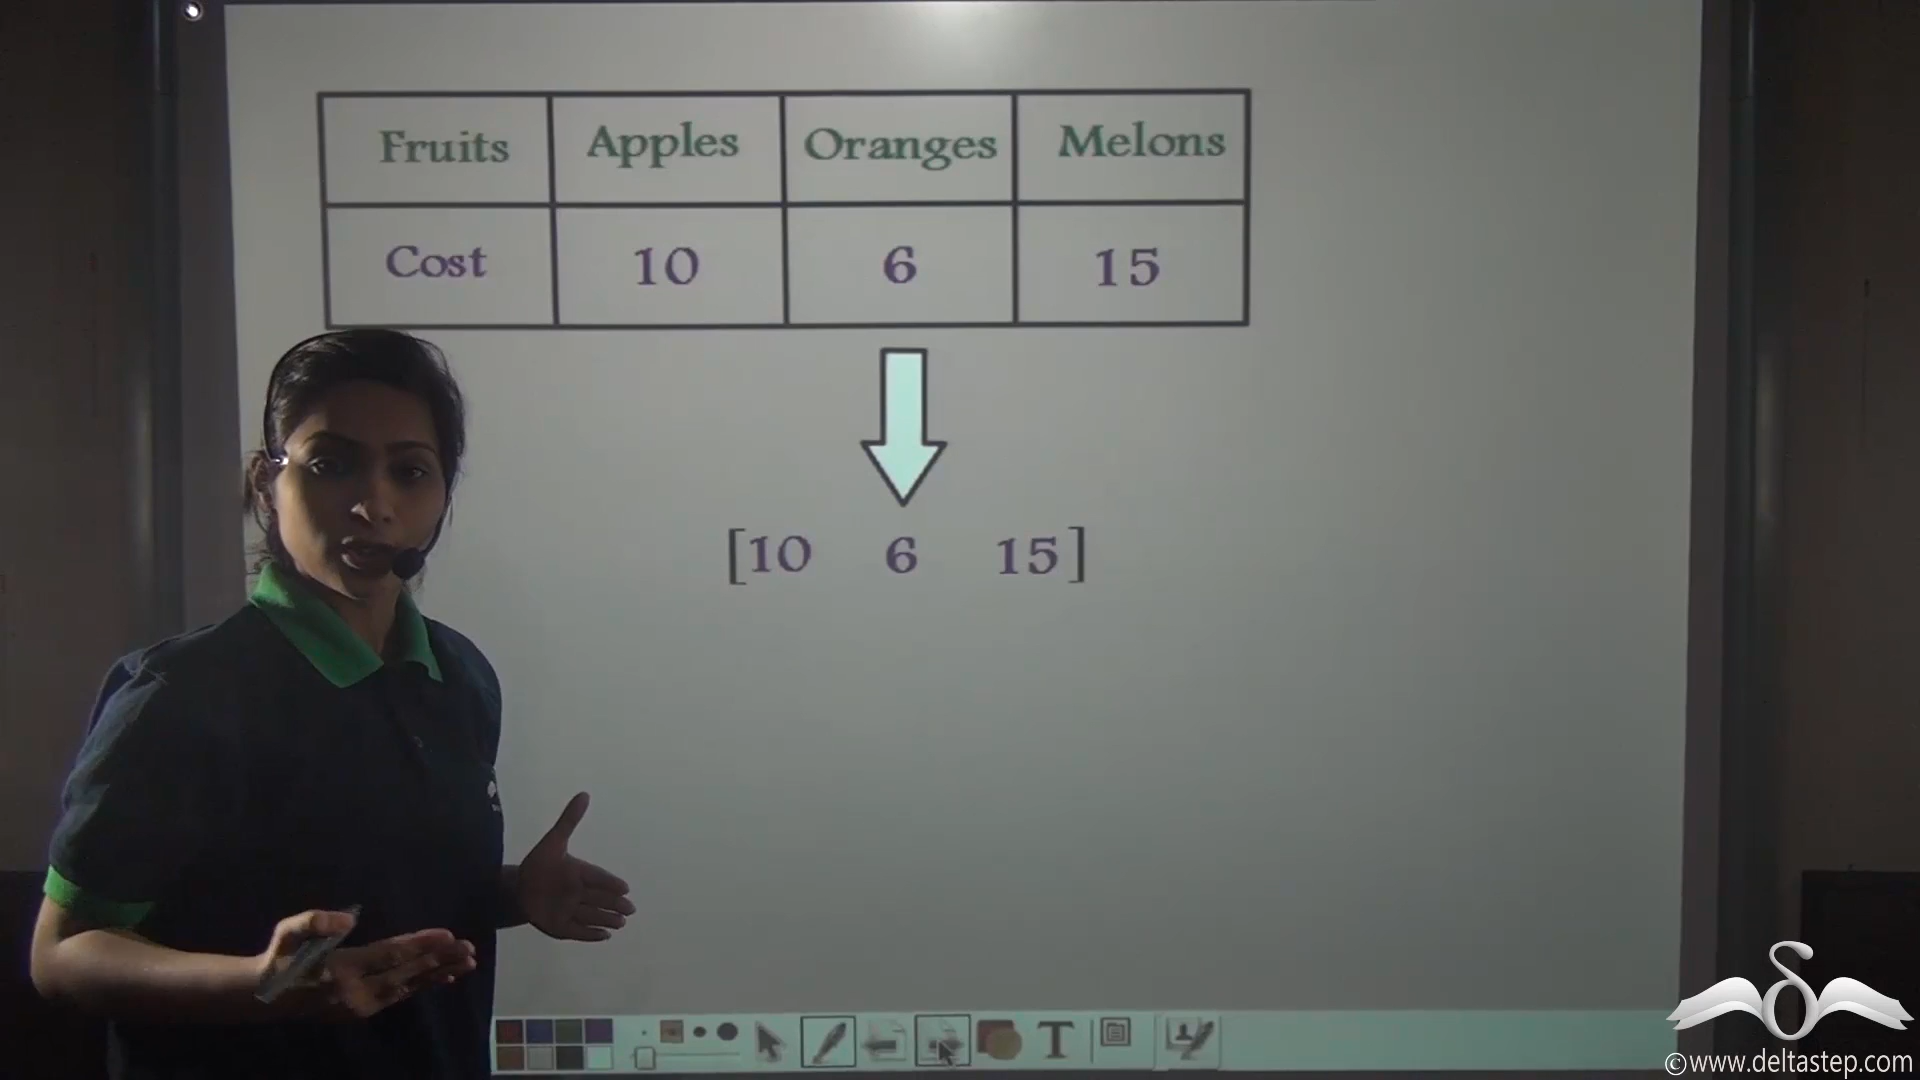 Fruits Apples Oranges Melons
Cost 10 6 15
[10 6 15]
T
©www.deltastep.com